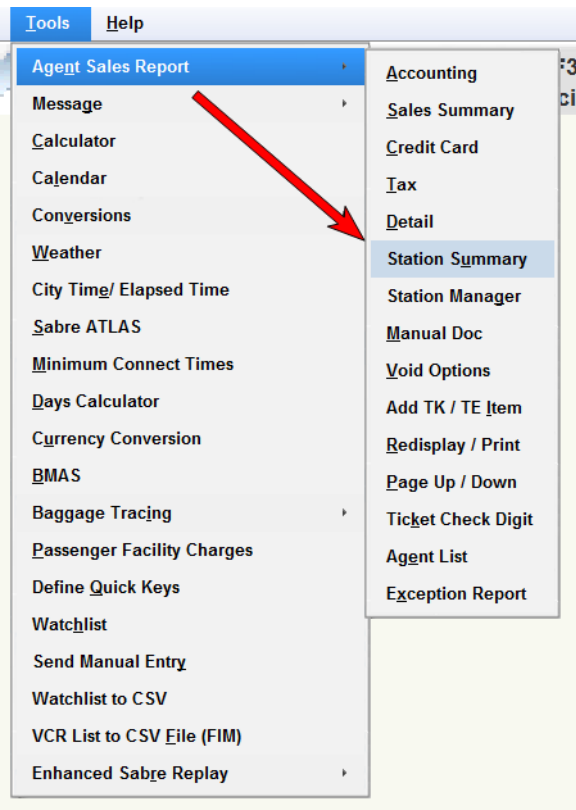 Tools Help
Agent Sales Report
Message
Calculator
Calendar
Conversions
Weather
City Time/ Elapsed Time
Sabre ATLAS
Minimum Connect Times
Days Calculator
Currency Conversion
BMAS
Baggage Tracing
Passenger Facility Charges
Define Quick Keys
Watchlist
Send Manual Entry
Watchlist to CSV
VCR List to CSV File (FIM)
Enhanced Sabre Replay
Accounting
Sales Summary
Credit Card
Tax
Detail
Station Summary
Station Manager
Manual Doc
Void Options
Add TK / TE Item
Redisplay / Print
Page Up / Down
Ticket Check Digit
Agent List
Exception Report